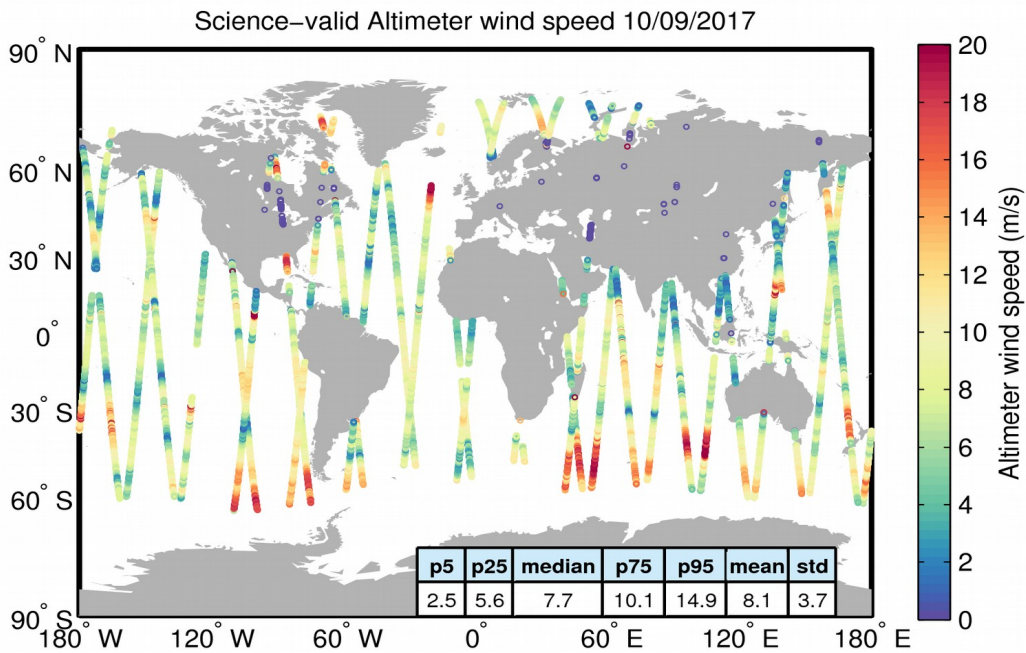 Science−valid Altimeter wind speed 10/09/2017
90° N
60° N
30° N
0°
30° S
60° S
90° S
180° W
120° W
60° W
0°
60° E
120° E
180° E
p5 p25 median p75 p95 mean std
2.5 5.6 7.7 10.1 14.9 8.1 3.7
20
18
16
14
12
10
8
6
4
2
0
Altimeter wind speed (m/s)